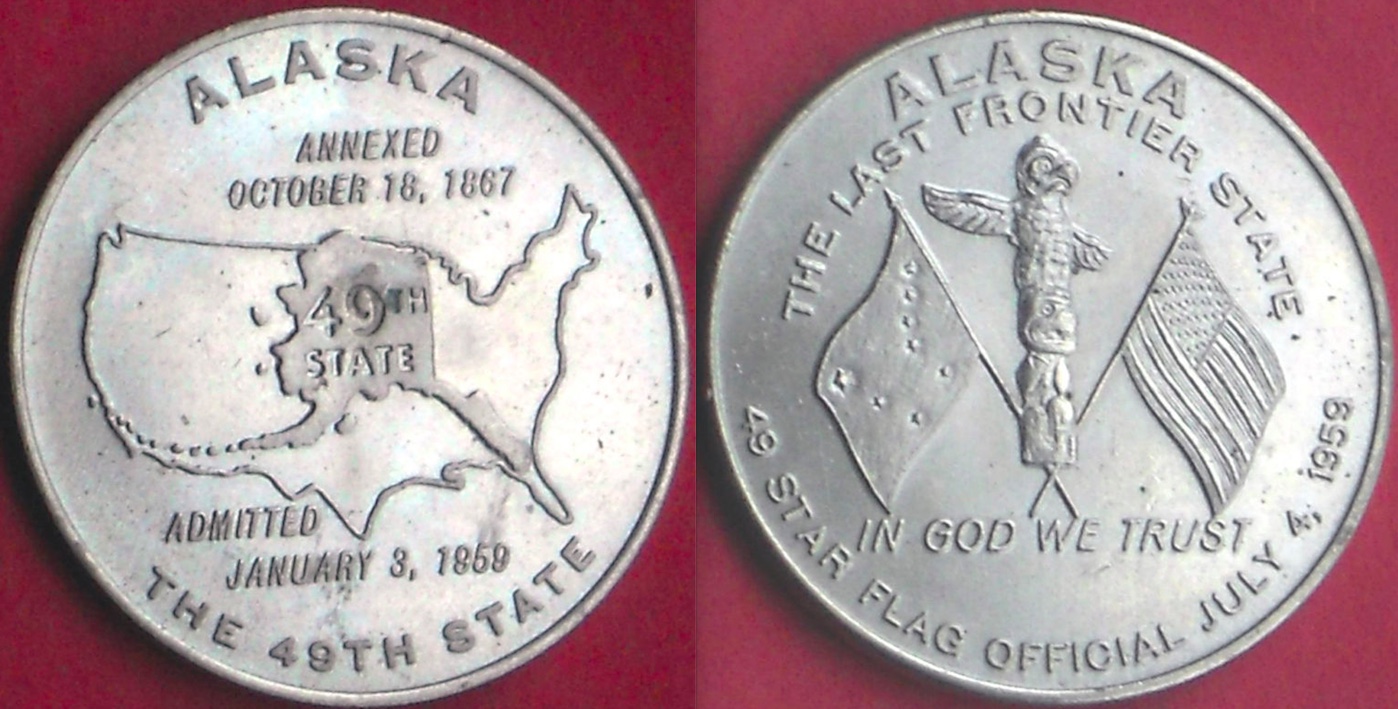 ALASKA
ANNEXED
OCTOBER 18, 1867
49TH
STATE
ADMITTED
JANUARY 3, 1959
THE 49TH STATE
ALASKA
THE LAST FRONTIER STATE
IN GOD WE TRUST
49 STAR FLAG OFFICIAL JULY 4, 1959